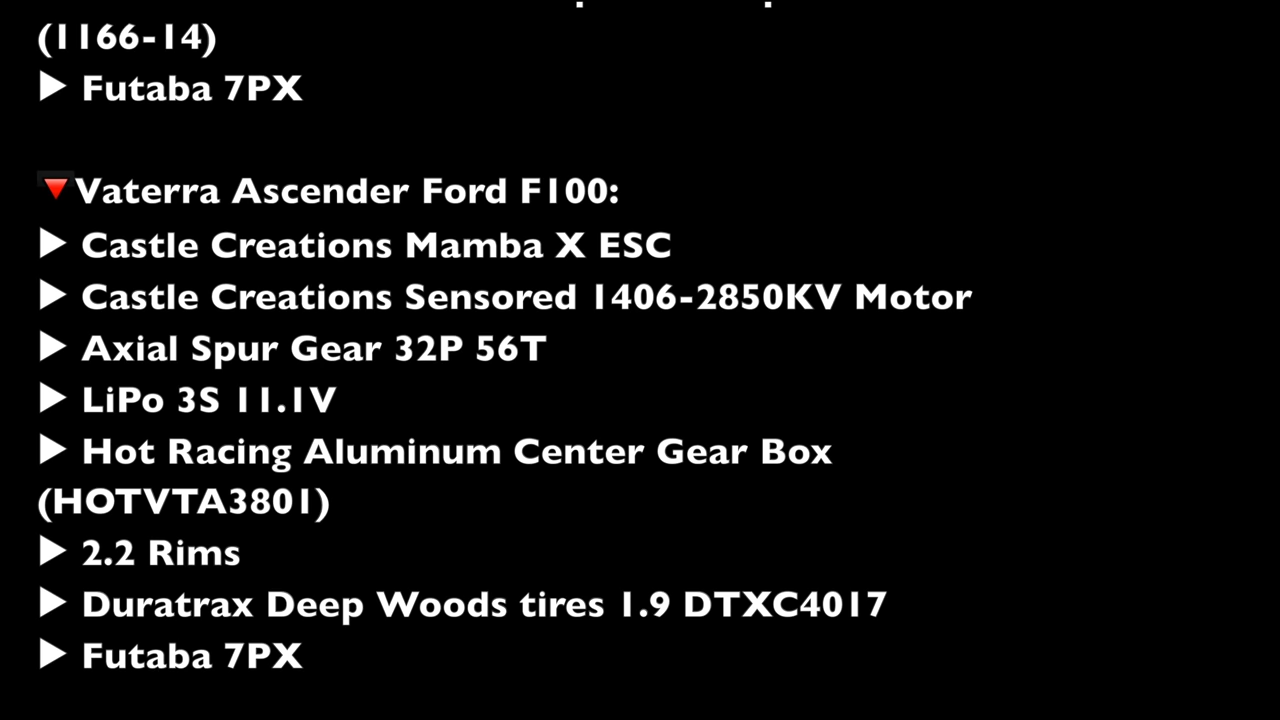 (1166-14)
▶ Futaba 7PX
🔻Vaterra Ascender Ford F100:
▶ Castle Creations Mamba X ESC
▶ Castle Creations Sensored 1406-2850KV Motor
▶ Axial Spur Gear 32P 56T
▶ LiPo 3S 11.1V
▶ Hot Racing Aluminum Center Gear Box
(HOTVTA3801)
▶ 2.2 Rims
▶ Duratrax Deep Woods tires 1.9 DTXC4017
▶ Futaba 7PX